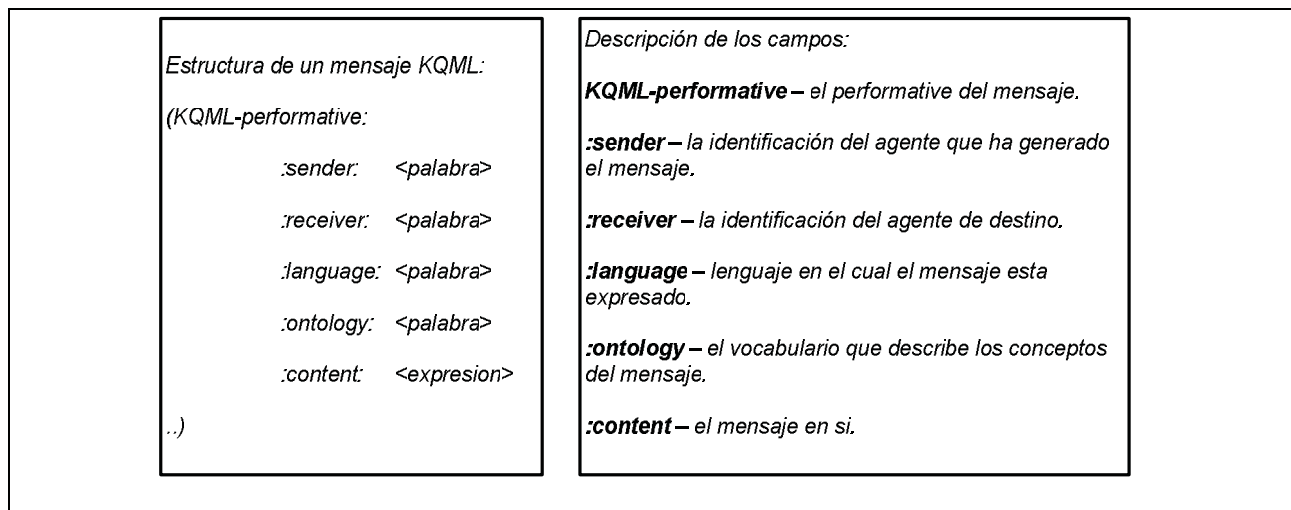 Estructura de un mensaje KQML:
(KQML-performative:
:sender: <palabra>
:receiver: <palabra>
:language: <palabra>
:ontology: <palabra>
:content: <expresion>
..)
Descripción de los campos:
KQML-performative – el performative del mensaje.
:sender – la identificación del agente que ha generado
el mensaje.
:receiver – la identificación del agente de destino.
:language – lenguaje en el cual el mensaje esta
expresado.
:ontology – el vocabulario que describe los conceptos
del mensaje.
:content – el mensaje en si.